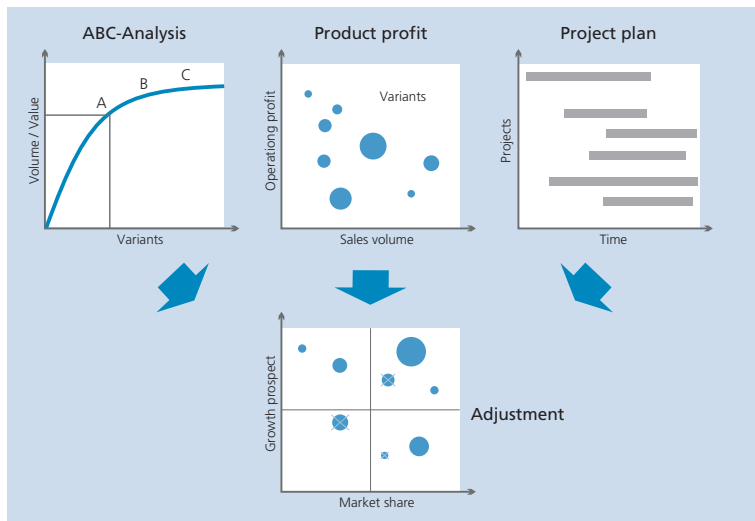 ABC-Analysis
Product profit
Project plan
Volume / Value
A
B
C
Variants
Operationg profit
Variants
Sales volume
Projects
Time
Growth prospect
Market share
Adjustment